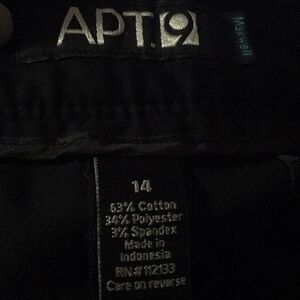 APT.9
Maxwell
14
63% Cotton
34% Polyester
3% Spandex
Made in
Indonesia
RN#112133
Care on reverse